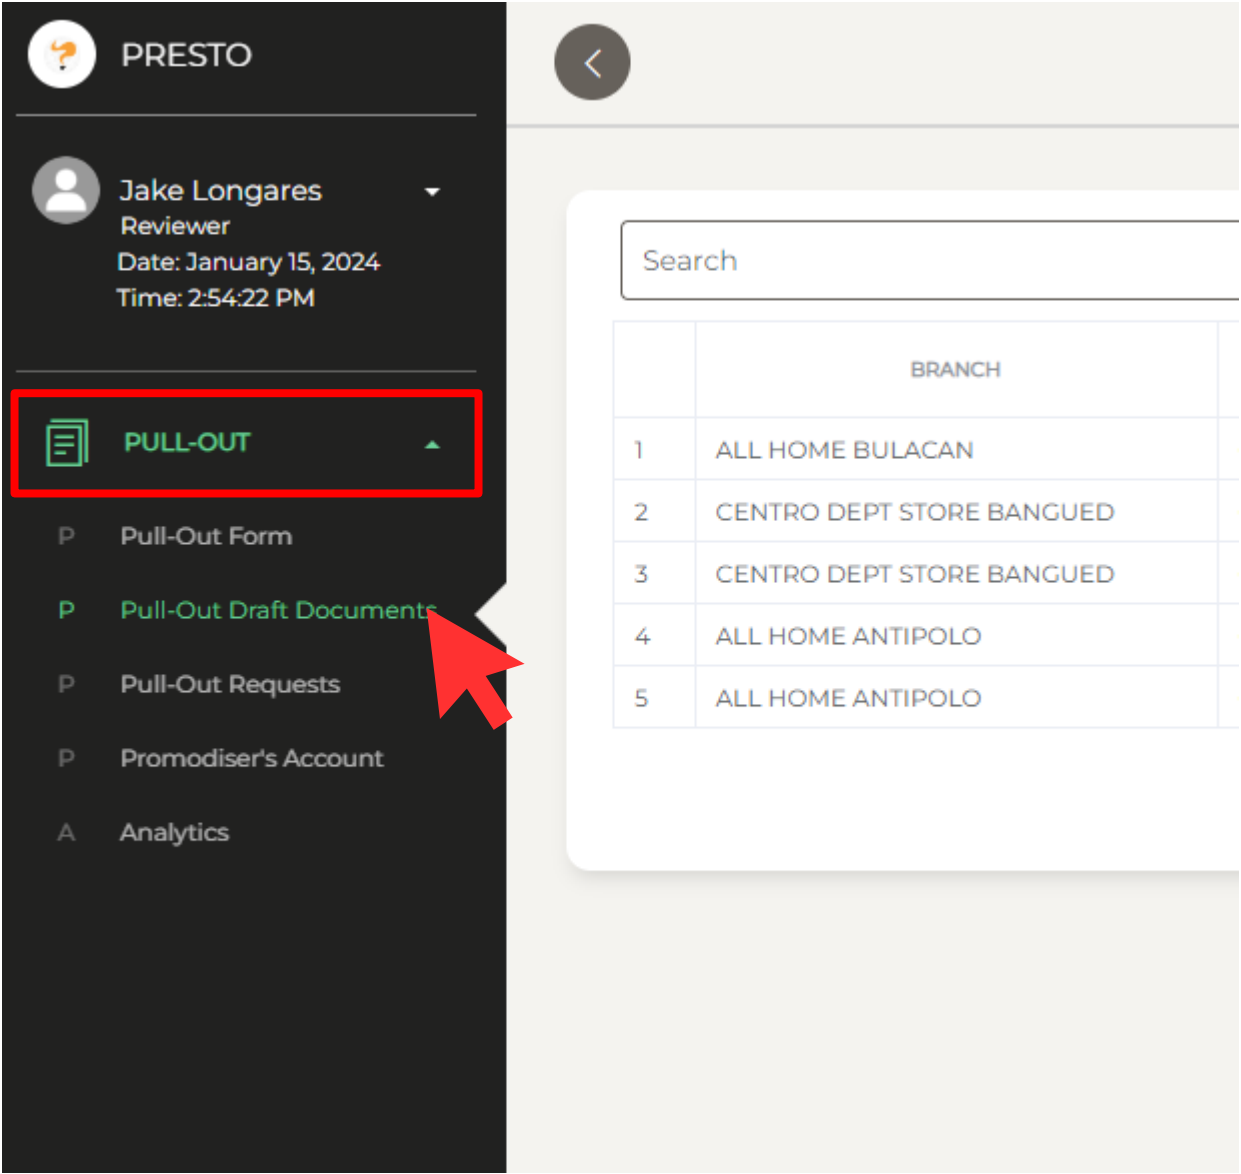 PRESTO
Jake Longares
Reviewer
Date: January 15, 2024
Time: 2:54:22 PM
PULL-OUT
P Pull-Out Form
P Pull-Out Draft Documents
P Pull-Out Requests
P Promodiser's Account
A Analytics
Search
BRANCH
1 ALL HOME BULACAN
2 CENTRO DEPT STORE BANGUED
3 CENTRO DEPT STORE BANGUED
4 ALL HOME ANTIPOLO
5 ALL HOME ANTIPOLO